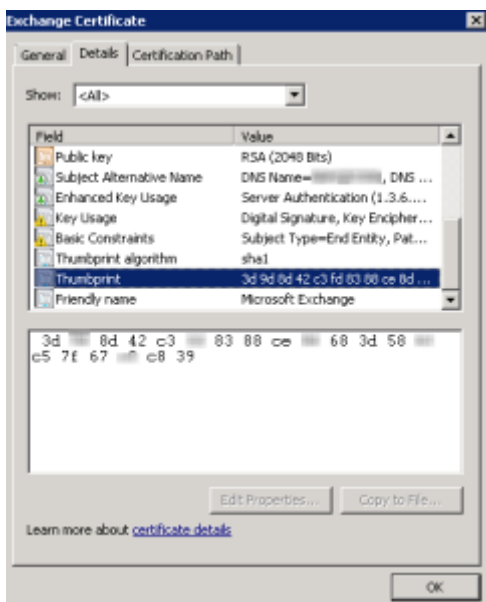 Exchange Certificate
General Details Certification Path
Show: <All>
Field Value
Public key RSA (2048 Bits)
Subject Alternative Name DNS Name= , DNS ...
Enhanced Key Usage Server Authentication (1.3.6....
Key Usage Digital Signature, Key Encipher...
Basic Constraints Subject Type=End Entity, Pat...
Thumbprint algorithm sha1
Thumbprint 3d 9d 8d 42 c3 fd 83 88 ce 8d ...
Friendly name Microsoft Exchange
3d 8d 42 c3 83 88 ce 68 3d 58
c5 7f 67 c8 39
Edit Properties... Copy to File...
Learn more about certificate details
OK